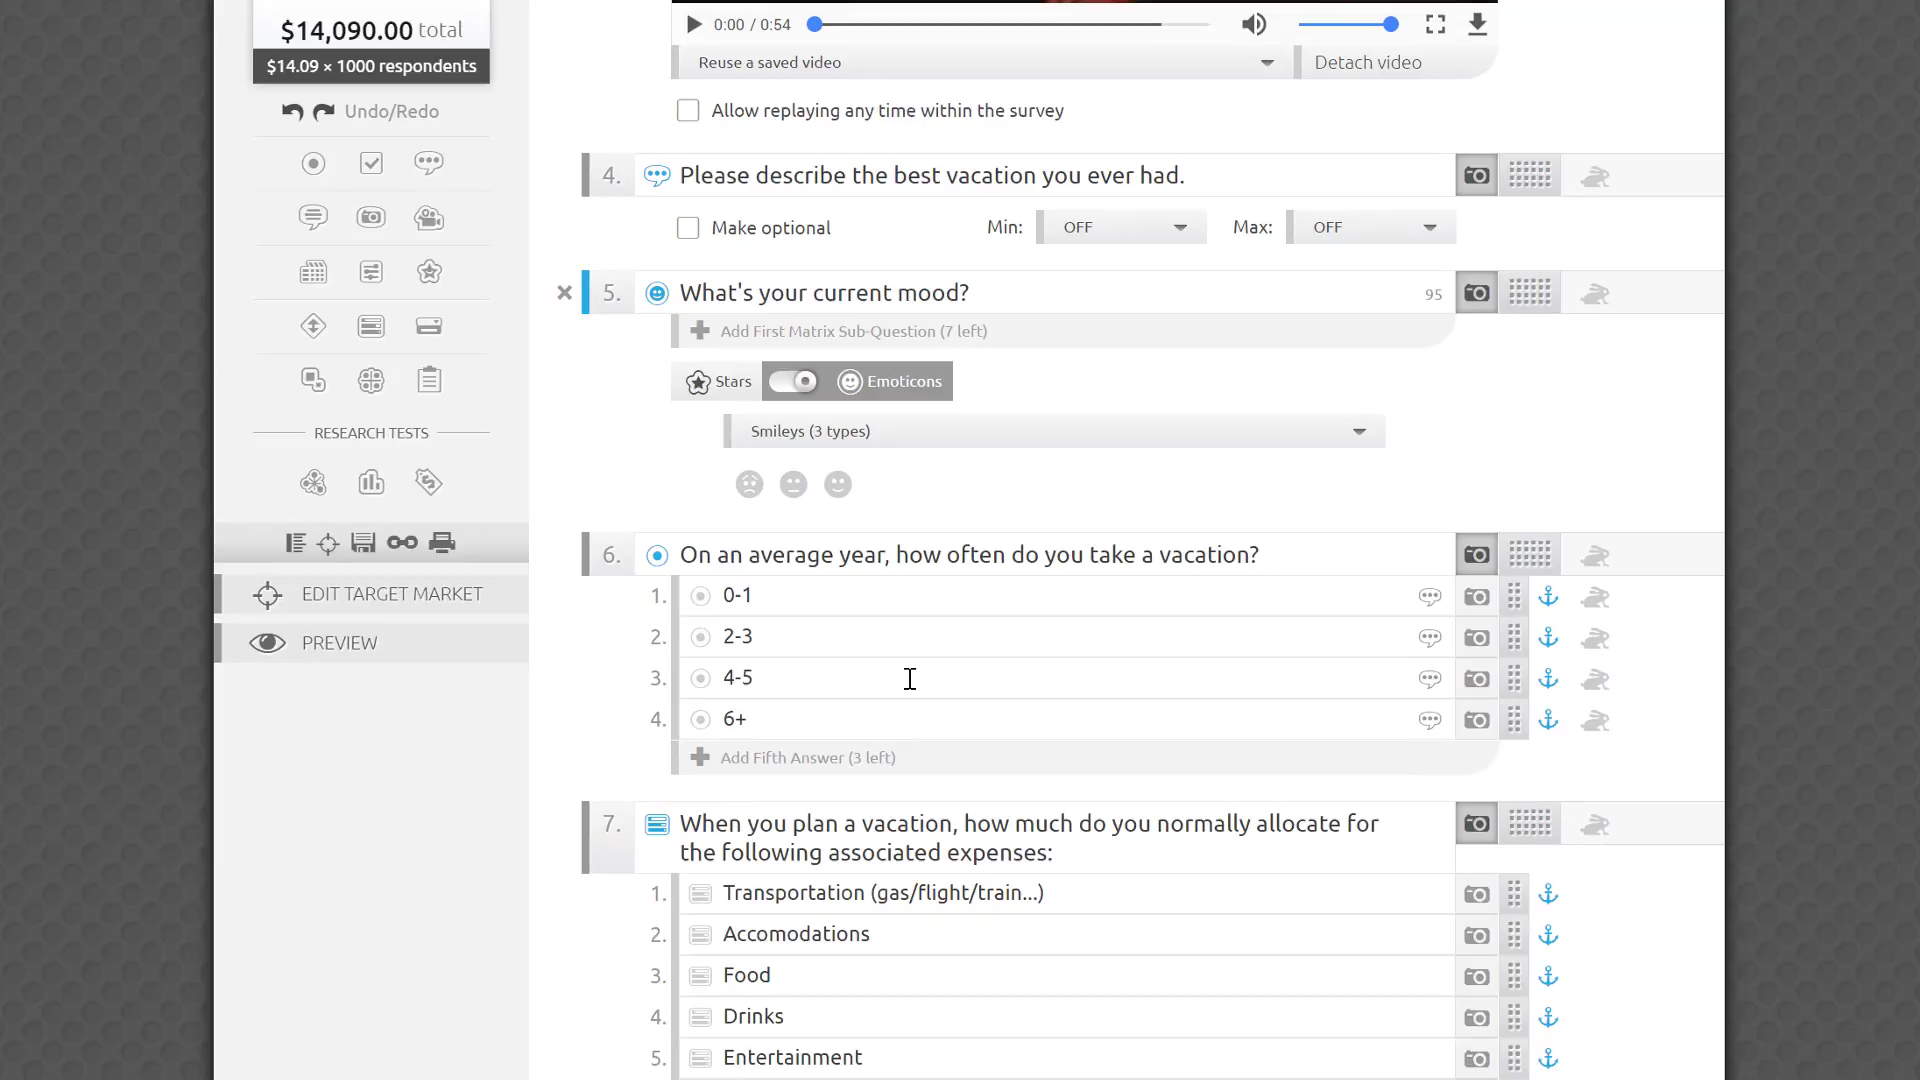 $14,090.00 total
$14.09 × 1000 respondents
Undo/Redo
RESEARCH TESTS
EDIT TARGET MARKET
PREVIEW
0:00 / 0:54
Reuse a saved video
Detach video
Allow replaying any time within the survey
4. Please describe the best vacation you ever had.
Make optional Min: OFF Max: OFF
5. What's your current mood? 95
Add First Matrix Sub-Question (7 left)
Stars Emoticons
Smileys (3 types)
6. On an average year, how often do you take a vacation?
1. 0-1
2. 2-3
3. 4-5
4. 6+
Add Fifth Answer (3 left)
7. When you plan a vacation, how much do you normally allocate for
the following associated expenses:
1. Transportation (gas/flight/train...)
2. Accomodations
3. Food
4. Drinks
5. Entertainment